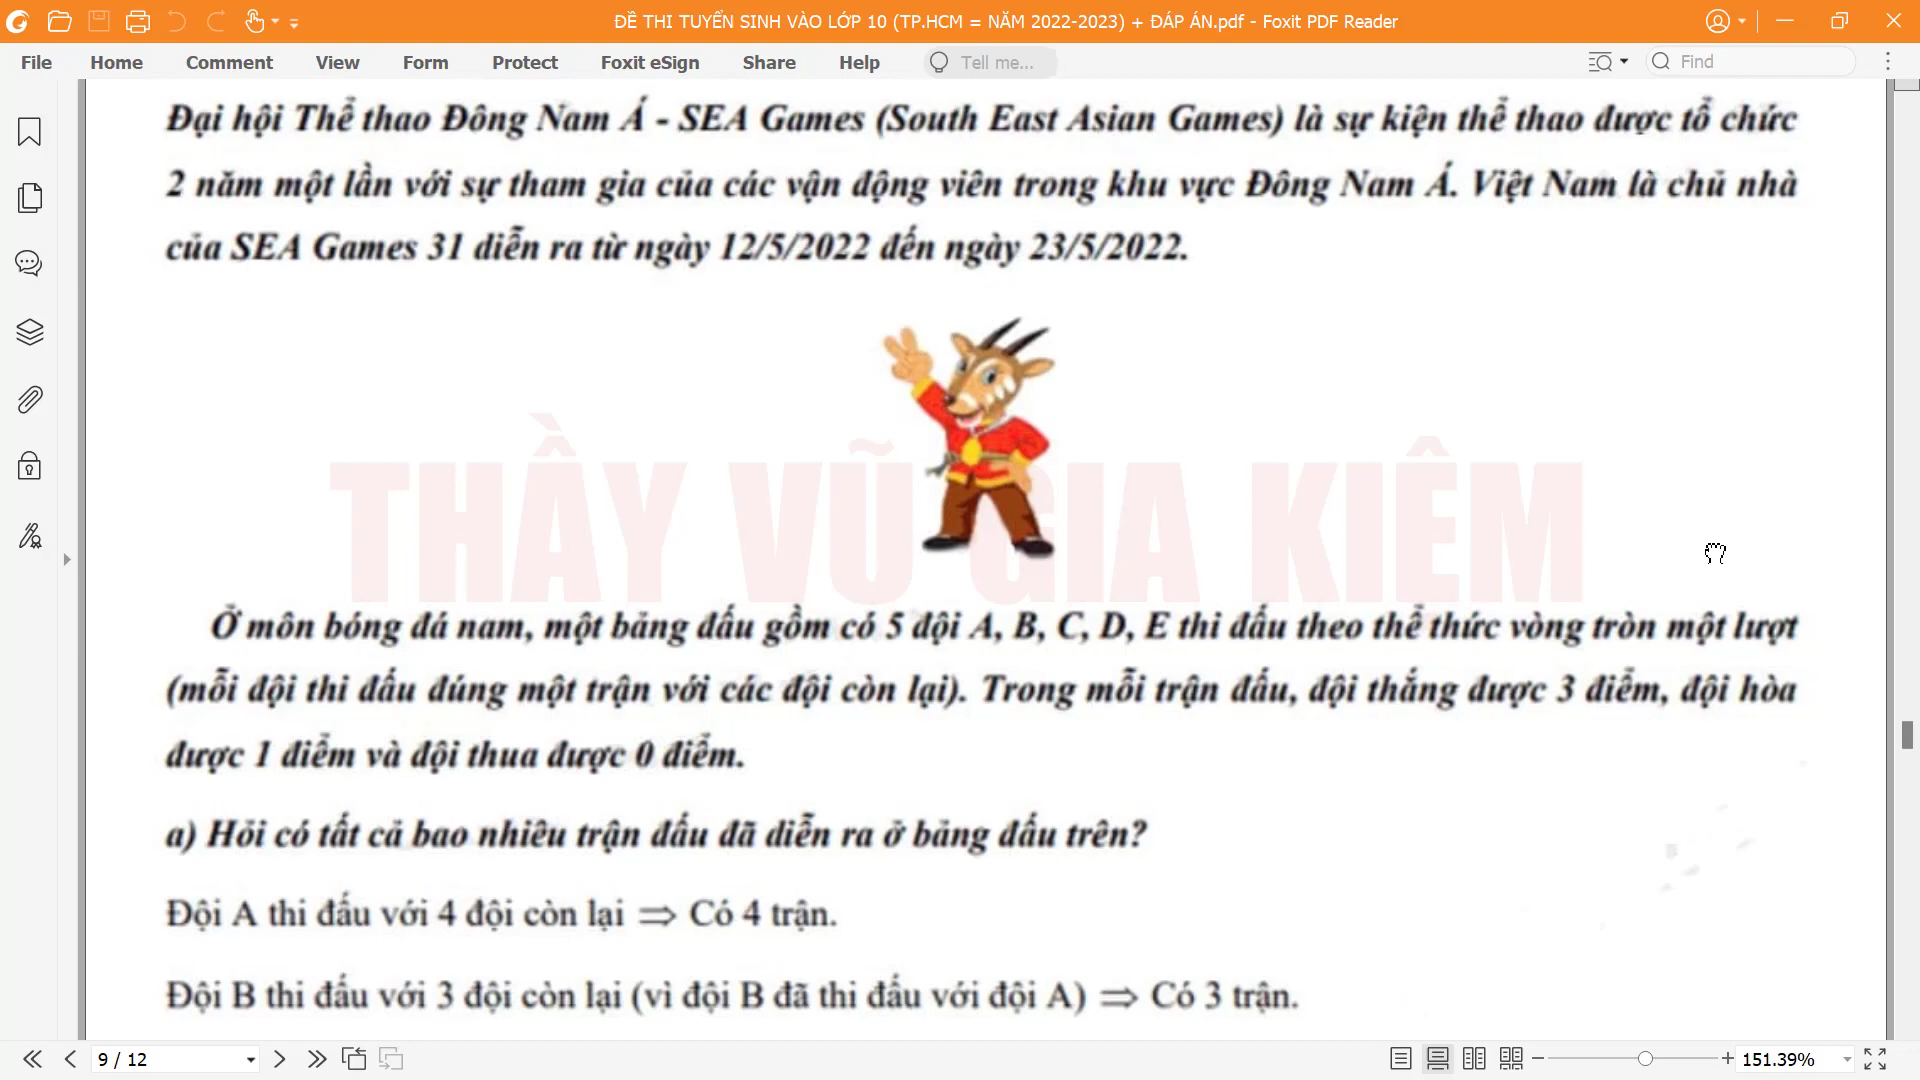 ĐỀ THI TUYỂN SINH VÀO LỚP 10 (TP.HCM = NĂM 2022-2023) + ĐÁP ÁN.pdf - Foxit PDF Reader
File Home Comment View Form Protect Foxit eSign Share Help Tell me... Find
Đại hội Thể thao Đông Nam Á - SEA Games (South East Asian Games) là sự kiện thể thao được tổ chức
2 năm một lần với sự tham gia của các vận động viên trong khu vực Đông Nam Á. Việt Nam là chủ nhà
của SEA Games 31 diễn ra từ ngày 12/5/2022 đến ngày 23/5/2022.
THẦY VŨ GIA KIÊM
Ở môn bóng đá nam, một bảng đấu gồm có 5 đội A, B, C, D, E thi đấu theo thể thức vòng tròn một lượt
(mỗi đội thi đấu đúng một trận với các đội còn lại). Trong mỗi trận đấu, đội thắng được 3 điểm, đội hòa
được 1 điểm và đội thua được 0 điểm.
a) Hỏi có tất cả bao nhiêu trận đấu đã diễn ra ở bảng đấu trên?
Đội A thi đấu với 4 đội còn lại ⇒ Có 4 trận.
Đội B thi đấu với 3 đội còn lại (vì đội B đã thi đấu với đội A) ⇒ Có 3 trận.
9 / 12 151.39%